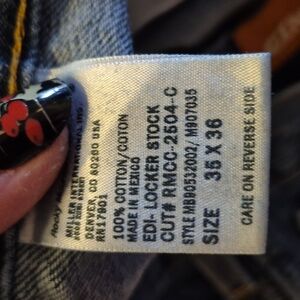 MILLER INTERNATIONAL INC.
DENVER, CO 80260 USA
RN17901
100% COTTON/COTON
MADE IN MEXICO
EDI- LOCKER STOCK
CUT# RMCC-2504-C
STYLE MB90532002/ MB07035
SIZE 35 X 36
CARE ON REVERSE SIDE